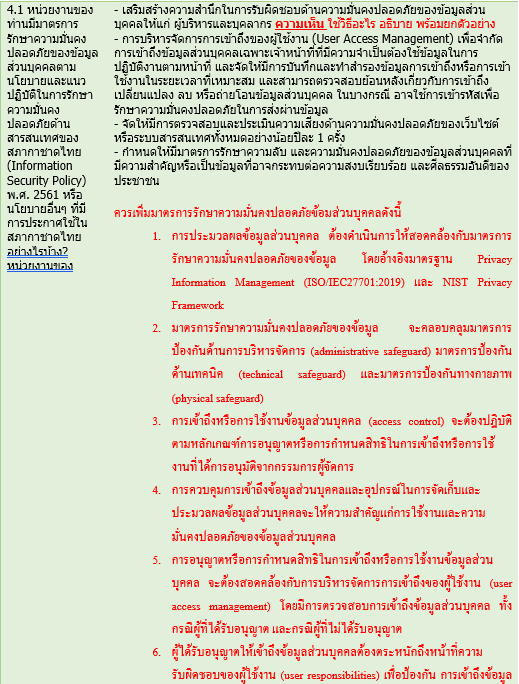 4.1 หน่วยงานของ
ท่านมีมาตรการ
รักษาความมั่นคง
ปลอดภัยของข้อมูล
ส่วนบุคคลตาม
นโยบายและแนว
ปฏิบัติในการรักษา
ความมั่นคง
ปลอดภัยด้าน
สารสนเทศของ
สภากาชาดไทย
(Information
Security Policy)
พ.ศ. 2561 หรือ
นโยบายอื่นๆ ที่มี
การประกาศใช้ใน
สภากาชาดไทย
อย่างไรบ้าง?
หน่วยงานของ
- เสริมสร้างความสำนึกในการรับผิดชอบด้านความมั่นคงปลอดภัยของข้อมูลส่วน
บุคคลให้แก่ ผู้บริหารและบุคลากร ความเห็น ใช้วิธีอะไร อธิบาย พร้อมยกตัวอย่าง
- การบริหารจัดการการเข้าถึงของผู้ใช้งาน (User Access Management) เพื่อจำกัด
การเข้าถึงข้อมูลส่วนบุคคลเฉพาะเจ้าหน้าที่ที่มีความจำเป็นต้องใช้ข้อมูลในการ
ปฏิบัติงานตามหน้าที่ และจัดให้มีการบันทึกและทำสำรองข้อมูลการเข้าถึงหรือการเข้า
ใช้งานในระยะเวลาที่เหมาะสม และสามารถตรวจสอบย้อนหลังเกี่ยวกับการเข้าถึง
เปลี่ยนแปลง ลบ หรือถ่ายโอนข้อมูลส่วนบุคคล ในบางกรณี อาจใช้การเข้ารหัสเพื่อ
รักษาความมั่นคงปลอดภัยในการส่งผ่านข้อมูล
- จัดให้มีการตรวจสอบและประเมินความเสี่ยงด้านความมั่นคงปลอดภัยของเว็บไซต์
หรือระบบสารสนเทศทั้งหมดอย่างน้อยปีละ 1 ครั้ง
- กำหนดให้มีมาตรการรักษาความลับ และความมั่นคงปลอดภัยของข้อมูลส่วนบุคคลที่
มีความสำคัญหรือเป็นข้อมูลที่อาจกระทบต่อความสงบเรียบร้อย และศีลธรรมอันดีของ
ประชาชน
ควรเพิ่มมาตรการรักษาความมั่นคงปลอดภัยข้อมส่วนบุคคลดังนี้
1. การประมวลผลข้อมูลส่วนบุคคล ต้องดำเนินการให้สอดคล้องกับมาตรการ
รักษาความมั่นคงปลอดภัยของข้อมูล โดยอ้างอิงมาตรฐาน Privacy
Information Management (ISO/IEC27701:2019) และ NIST Privacy
Framework
2. มาตรการรักษาความมั่นคงปลอดภัยของข้อมูล จะคลอบคลุมมาตรการ
ป้องกันด้านการบริหารจัดการ (administrative safeguard) มาตรการป้องกัน
ด้านเทคนิค (technical safeguard) และมาตรการป้องกันทางกายภาพ
(physical safeguard)
3. การเข้าถึงหรือการใช้งานข้อมูลส่วนบุคคล (access control) จะต้องปฏิบัติ
ตามหลักเกณฑ์การอนุญาตหรือการกำหนดสิทธิในการเข้าถึงหรือการใช้
งานที่ได้การอนุมัติจากกรรมการผู้จัดการ
4. การควบคุมการเข้าถึงข้อมูลส่วนบุคคลและอุปกรณ์ในการจัดเก็บและ
ประมวลผลข้อมูลส่วนบุคคลจะให้ความสำคัญแก่การใช้งานและความ
มั่นคงปลอดภัยของข้อมูลส่วนบุคคล
5. การอนุญาตหรือการกำหนดสิทธิในการเข้าถึงหรือการใช้งานข้อมูลส่วน
บุคคล จะต้องสอดคล้องกับการบริหารจัดการการเข้าถึงของผู้ใช้งาน (user
access management) โดยมีการตรวจสอบการเข้าถึงข้อมูลส่วนบุคคล ทั้ง
กรณีผู้ที่ได้รับอนุญาต และกรณีผู้ที่ไม่ได้รับอนุญาต
6. ผู้ได้รับอนุญาตให้เข้าถึงข้อมูลส่วนบุคคลต้องตระหนักถึงหน้าที่ความ
รับผิดชอบของผู้ใช้งาน (user responsibilities) เพื่อป้องกัน การเข้าถึงข้อมูล